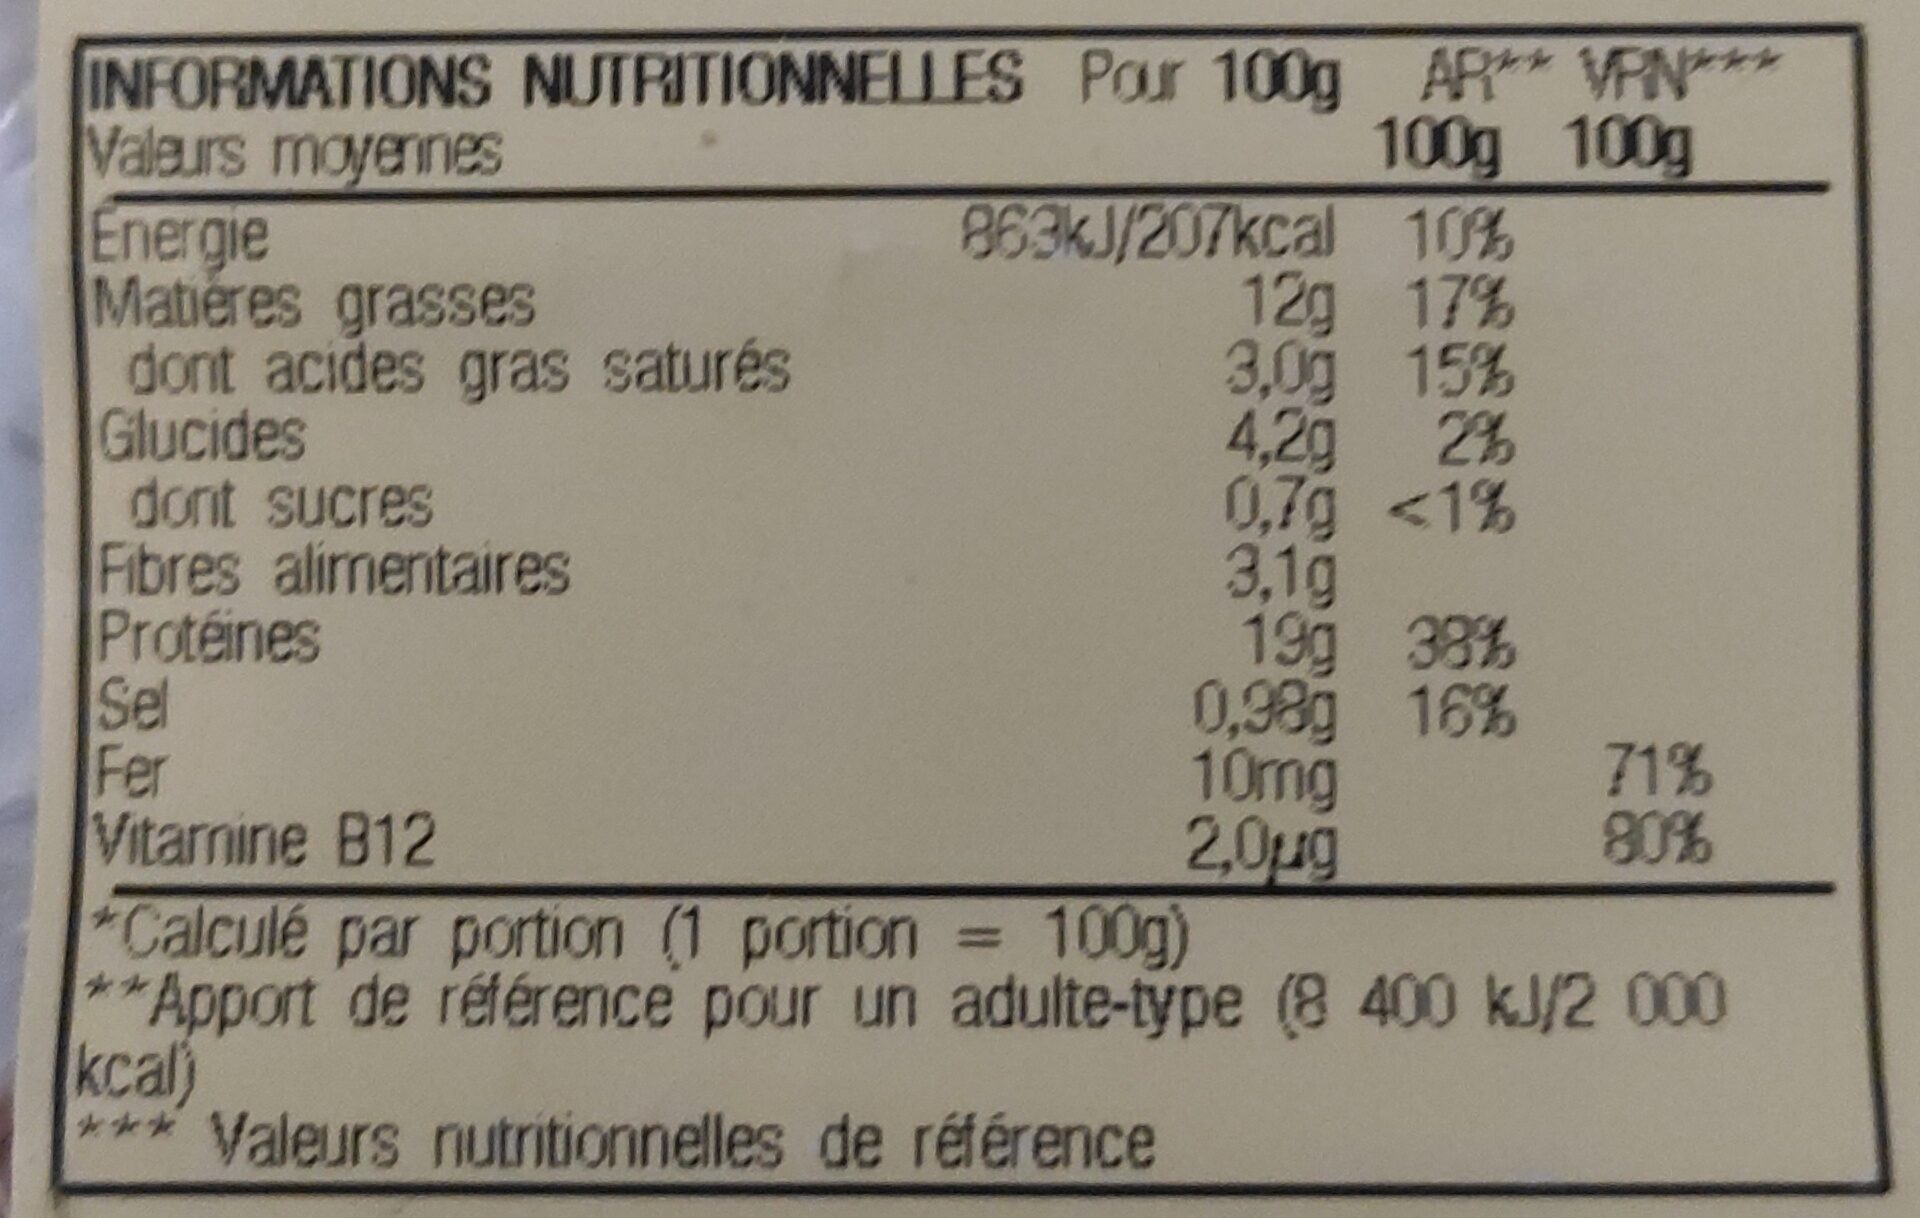 INFORMATIONS NUTRITIONNELLES Pour 100g AR** VRN***
Valeurs moyennes 100g 100g
Énergie 863kJ/207kcal 10%
Matières grasses 12g 17%
dont acides gras saturés 3,0g 15%
Glucides 4,2g 2%
dont sucres 0,7g <1%
Fibres alimentaires 3,1g
Protéines 19g 38%
Sel 0,98g 16%
Fer 10mg 71%
Vitamine B12 2,0µg 80%
*Calculé par portion (1 portion = 100g)
**Apport de référence pour un adulte-type (8 400 kJ/2 000
kcal)
*** Valeurs nutritionnelles de référence